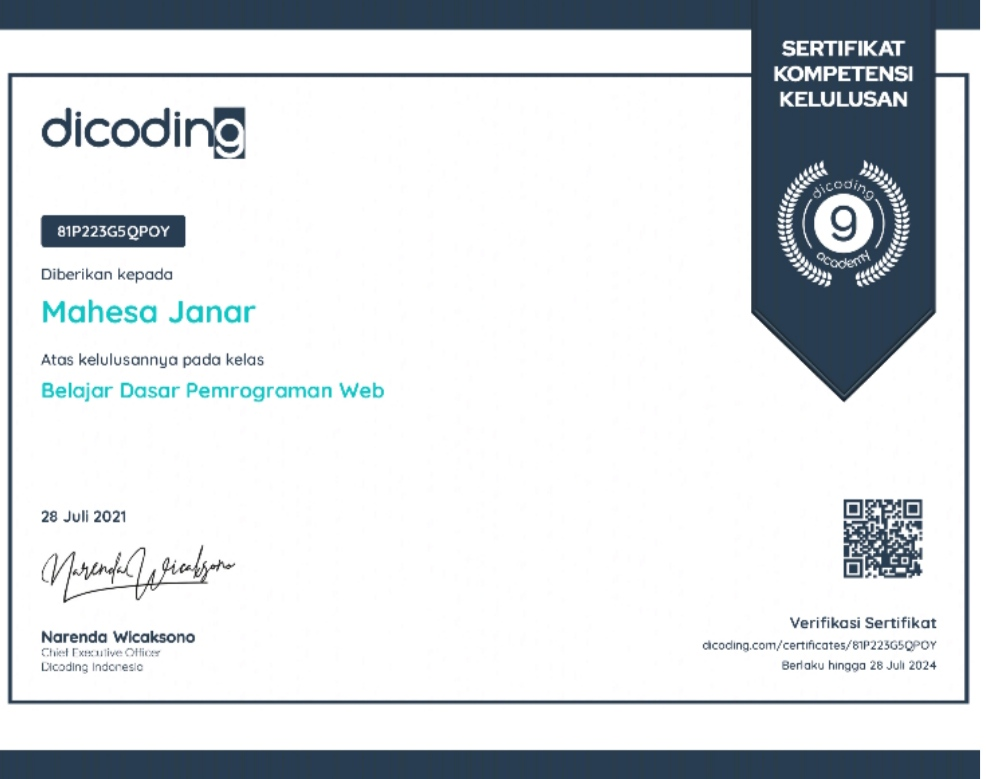 SERTIFIKAT
KOMPETENSI
KELULUSAN
dicoding
dicoding
9
academy
81P223G5QPOY
Diberikan kepada
Mahesa Janar
Atas kelulusannya pada kelas
Belajar Dasar Pemrograman Web
28 Juli 2021
Narenda Wicaksono
Narenda Wicaksono
Chief Executive Officer
Dicoding Indonesia
Verifikasi Sertifikat
dicoding.com/certificates/81P223G5QPOY
Berlaku hingga 28 Juli 2024